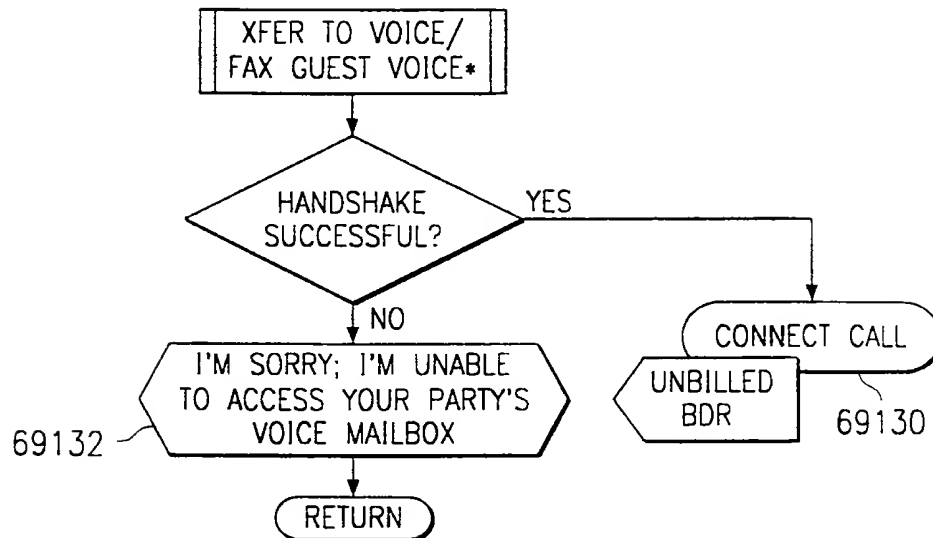 XFER TO VOICE/
FAX GUEST VOICE*
HANDSHAKE
SUCCESSFUL?
YES
NO
I'M SORRY; I'M UNABLE
TO ACCESS YOUR PARTY'S
VOICE MAILBOX
69132
RETURN
CONNECT CALL
UNBILLED
BDR
69130